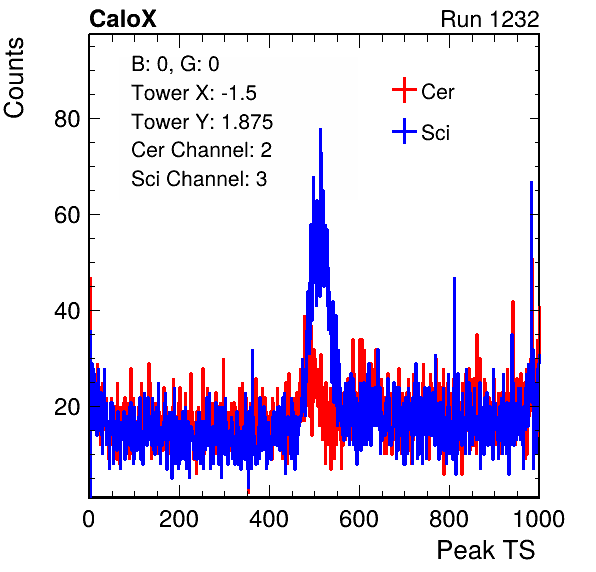 CaloX Run 1232
Counts
B: 0, G: 0
Tower X: -1.5
Tower Y: 1.875
Cer Channel: 2
Sci Channel: 3
Cer
Sci
80
60
40
20
0 200 400 600 800 1000
Peak TS